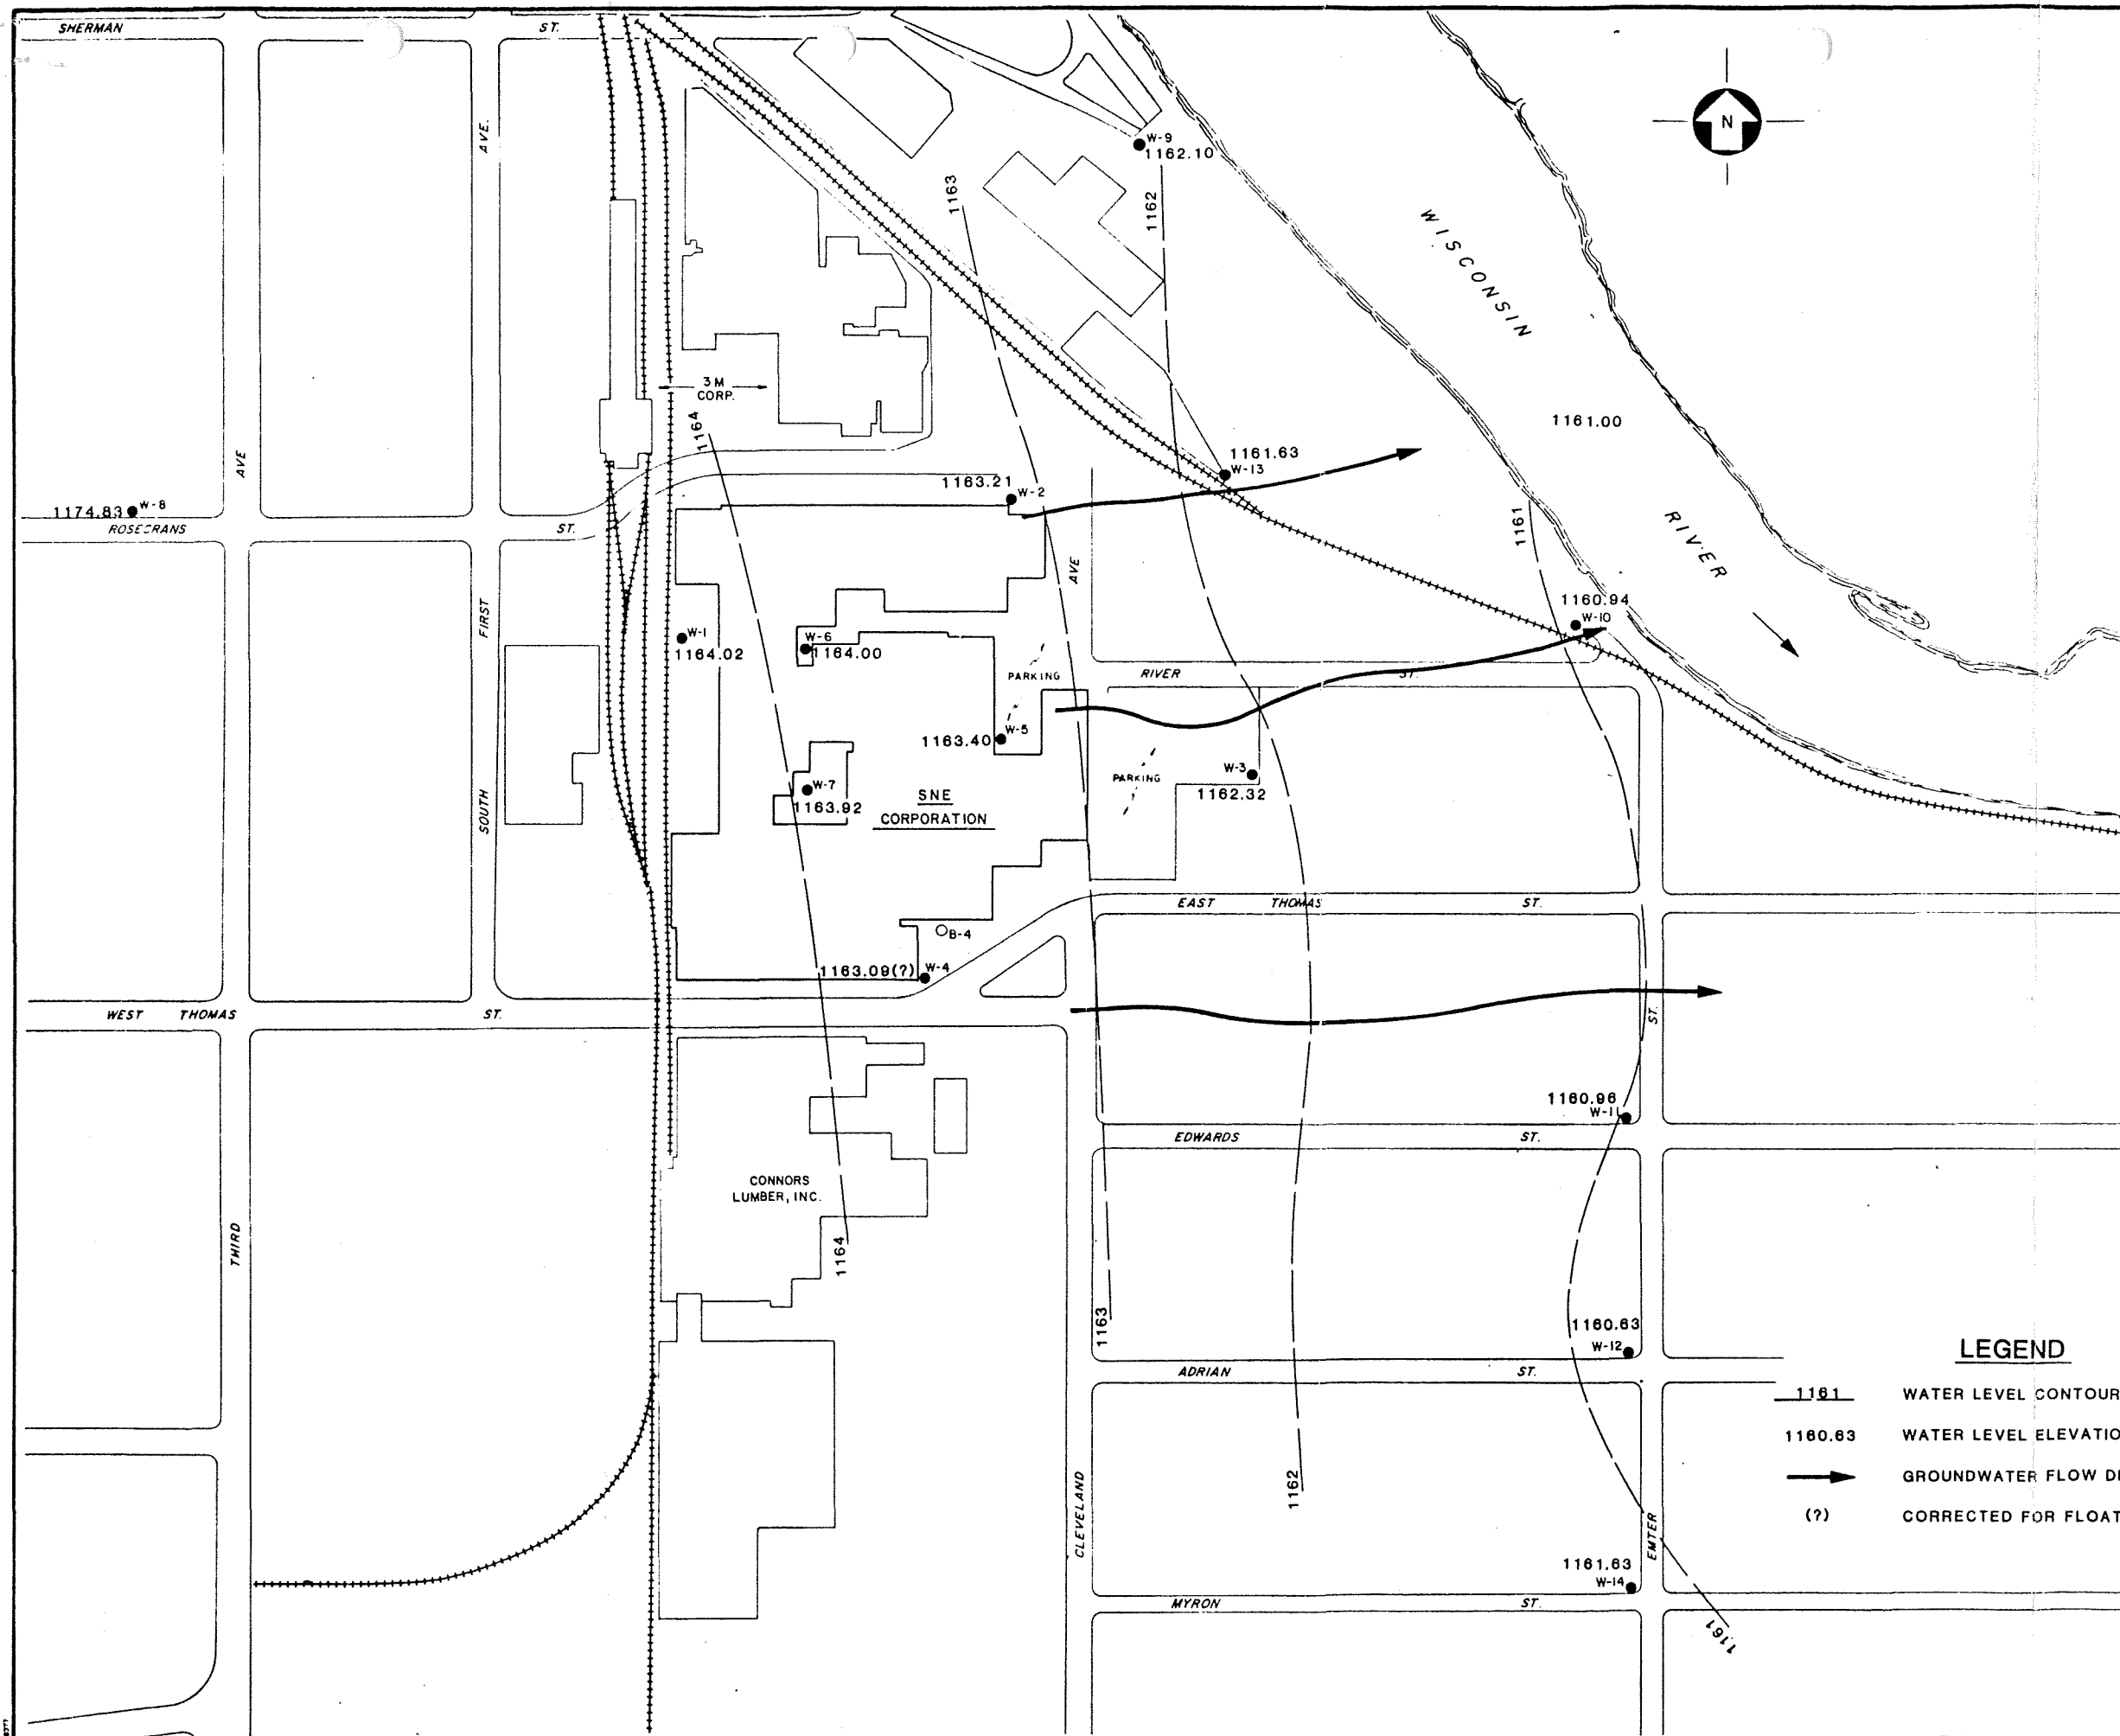 SHERMAN
ST.
AVE.
W-9
1162.10
N
1163
1162
WISCONSIN
3 M
CORP.
1164
1161.00
AVE
1161.63
W-13
1163.21
W-2
1174.83
W-8
ROSECRANS
ST.
1161
RIVER
AVE
FIRST
1160.94
W-10
W-1
1164.02
W-6
1164.00
PARKING
RIVER
ST.
W-5
1163.40
W-3
1162.32
PARKING
W-7
1163.92
SNE
CORPORATION
SOUTH
EAST THOMAS
ST.
B-4
1163.09(?)
W-4
WEST THOMAS
ST.
ST.
1160.96
W-11
EDWARDS
ST.
CONNORS
LUMBER, INC.
THIRD
1164
1163
1160.63
W-12
ADRIAN
ST.
LEGEND
1161 WATER LEVEL CONTOUR
1160.63 WATER LEVEL ELEVATIO
GROUNDWATER FLOW DI
(?) CORRECTED FOR FLOAT
1162
CLEVELAND
EMTER
1161.63
W-14
MYRON
ST.
1161